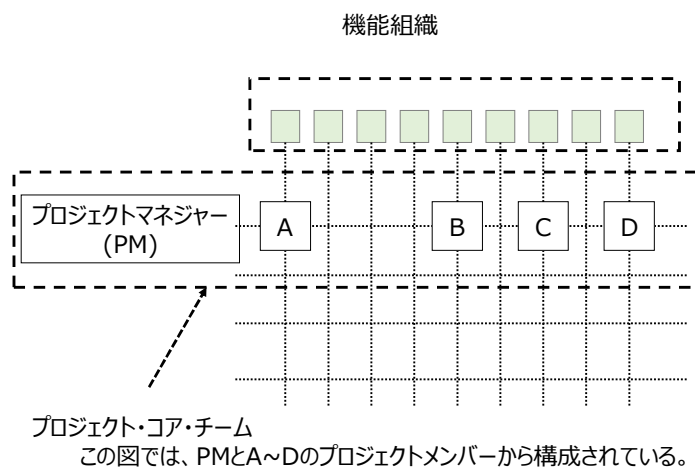 機能組織
プロジェクトマネジャー
(PM)
A
B
C
D
プロジェクト・コア・チーム
この図では、PMとA~Dのプロジェクトメンバーから構成されている。